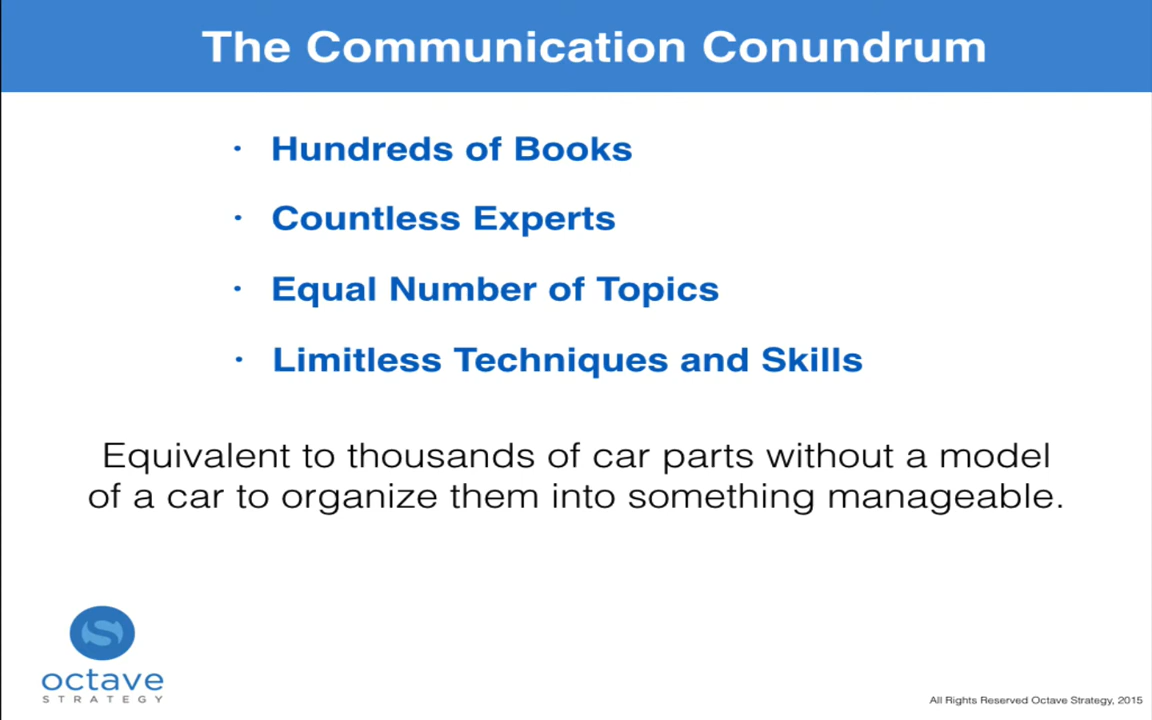 The Communication Conundrum
· Hundreds of Books
· Countless Experts
· Equal Number of Topics
· Limitless Techniques and Skills
Equivalent to thousands of car parts without a model
of a car to organize them into something manageable.
octave
STRATEGY
All Rights Reserved Octave Strategy, 2015